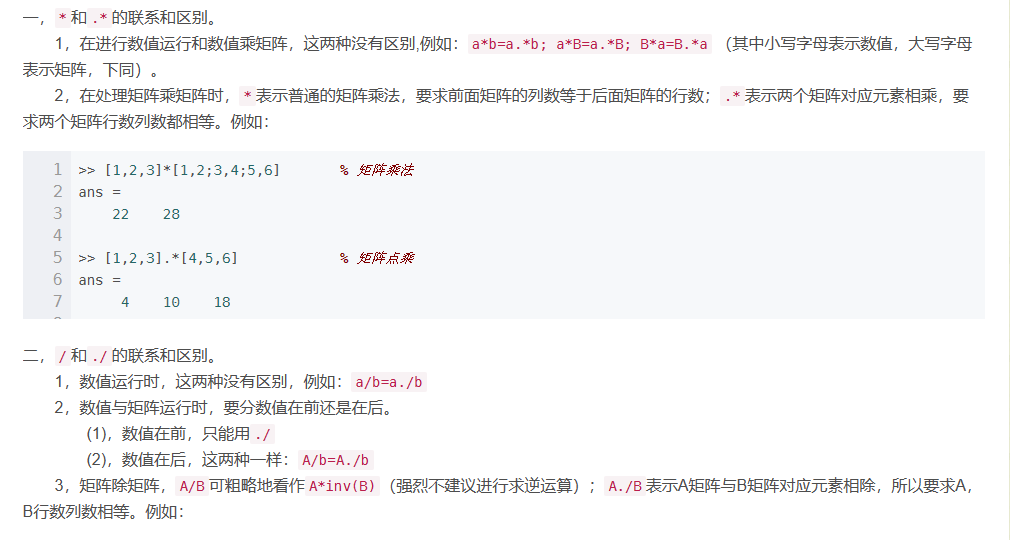 一，*和.*的联系和区别。
1，在进行数值运行和数值乘矩阵，这两种没有区别,例如：a*b=a.*b; a*B=a.*B; B*a=B.*a （其中小写字母表示数值，大写字母
表示矩阵，下同）。
2，在处理矩阵乘矩阵时，*表示普通的矩阵乘法，要求前面矩阵的列数等于后面矩阵的行数；.*表示两个矩阵对应元素相乘，要
求两个矩阵行数列数都相等。例如：
1 >> [1,2,3]*[1,2;3,4;5,6] % 矩阵乘法
2 ans =
3 22 28
4
5 >> [1,2,3].*[4,5,6] % 矩阵点乘
6 ans =
7 4 10 18
二，/和./的联系和区别。
1，数值运行时，这两种没有区别，例如：a/b=a./b
2，数值与矩阵运行时，要分数值在前还是在后。
(1)，数值在前，只能用./
(2)，数值在后，这两种一样：A/b=A./b
3，矩阵除矩阵，A/B可粗略地看作A*inv(B)（强烈不建议进行求逆运算）；A./B表示A矩阵与B矩阵对应元素相除，所以要求A，
B行数列数相等。例如：